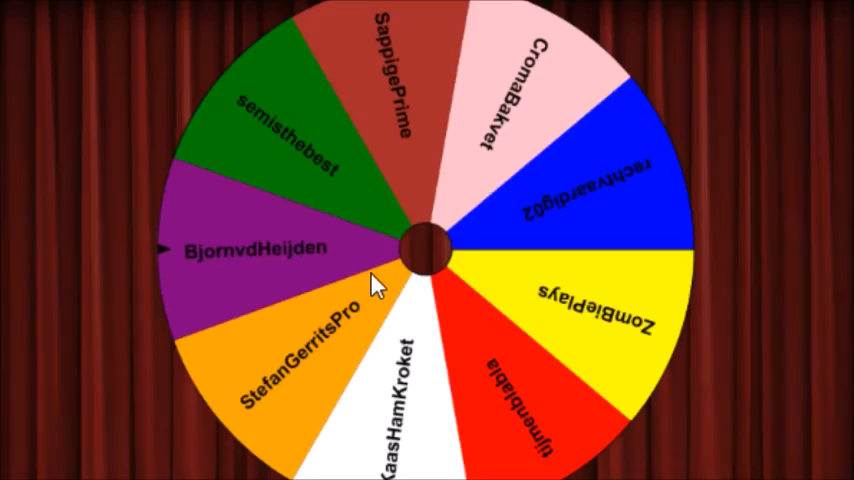 SappigePrime
CromaBakvet
semisthebest
rechtvaardig02
BjornvdHeijden
ZomBiePlays
StefanGerritsPro
KaasHamKroket
tijmenblabla